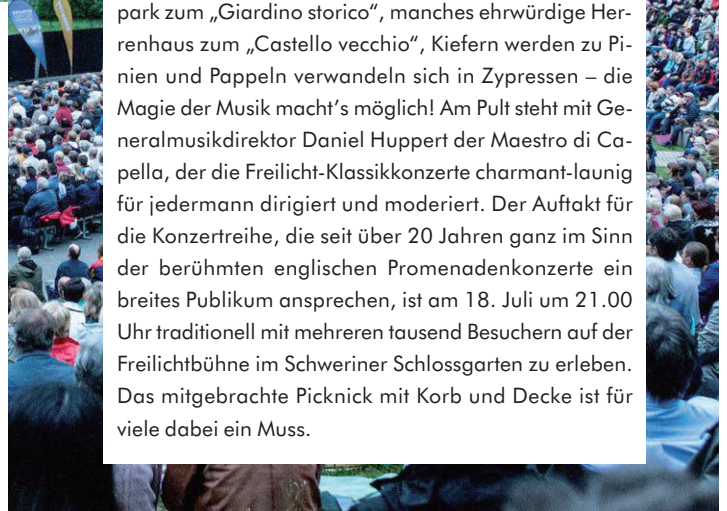 park zum „Giardino storico“, manches ehrwürdige Her-
renhaus zum „Castello vecchio“, Kiefern werden zu Pi-
nien und Pappeln verwandeln sich in Zypressen – die
Magie der Musik macht’s möglich! Am Pult steht mit Ge-
neralmusikdirektor Daniel Huppert der Maestro di Ca-
pella, der die Freilicht-Klassikkonzerte charmant-launig
für jedermann dirigiert und moderiert. Der Auftakt für
die Konzertreihe, die seit über 20 Jahren ganz im Sinn
der berühmten englischen Promenadenkonzerte ein
breites Publikum ansprechen, ist am 18. Juli um 21.00
Uhr traditionell mit mehreren tausend Besuchern auf der
Freilichtbühne im Schweriner Schlossgarten zu erleben.
Das mitgebrachte Picknick mit Korb und Decke ist für
viele dabei ein Muss.